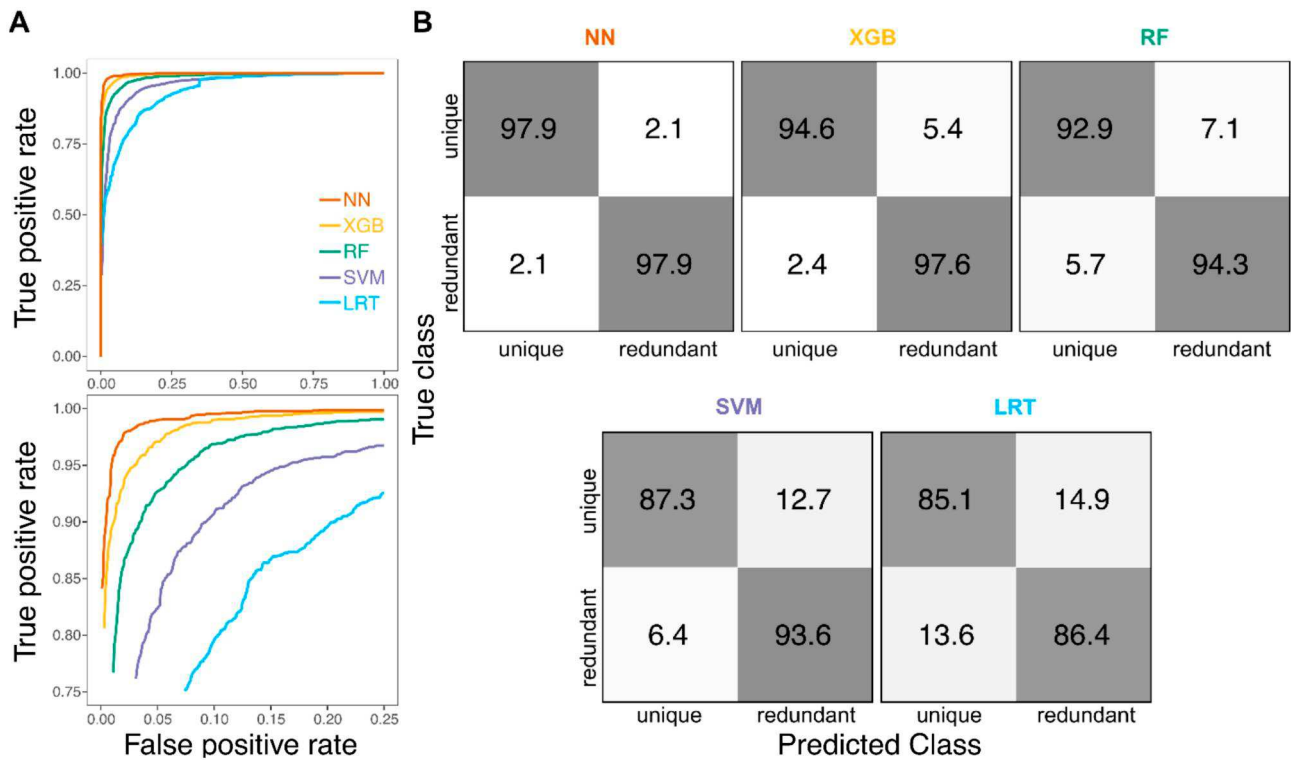 A
True positive rate
1.00
0.75
0.50
0.25
0.00
NN
XGB
RF
SVM
LRT
0.00 0.25 0.50 0.75 1.00
True positive rate
1.00
0.95
0.90
0.85
0.80
0.75
0.00 0.05 0.10 0.15 0.20 0.25
False positive rate
B
True class
NN XGB RF
unique 97.9 2.1 94.6 5.4 92.9 7.1
redundant 2.1 97.9 2.4 97.6 5.7 94.3
unique redundant unique redundant unique redundant
SVM LRT
unique 87.3 12.7 85.1 14.9
redundant 6.4 93.6 13.6 86.4
unique redundant unique redundant
Predicted Class